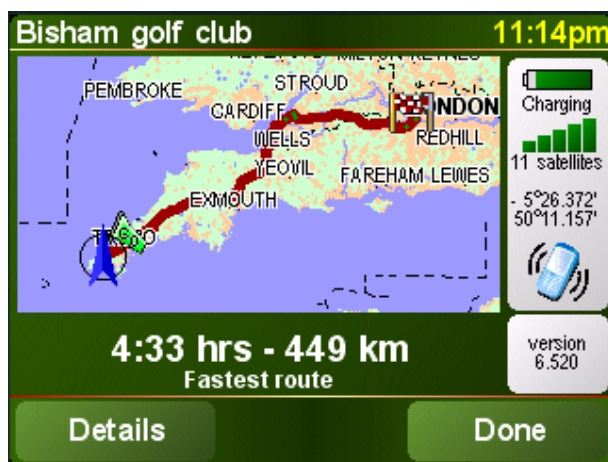 Bisham golf club
11:14pm
PEMBROKE
STROUD
CARDIFF
NDON
WELLS
REDHILL
YEOVIL
FAREHAM LEWES
EXMOUTH
Charging
11 satellites
- 5°26.372'
50°11.157'
4:33 hrs - 449 km
Fastest route
version
6.520
Details
Done